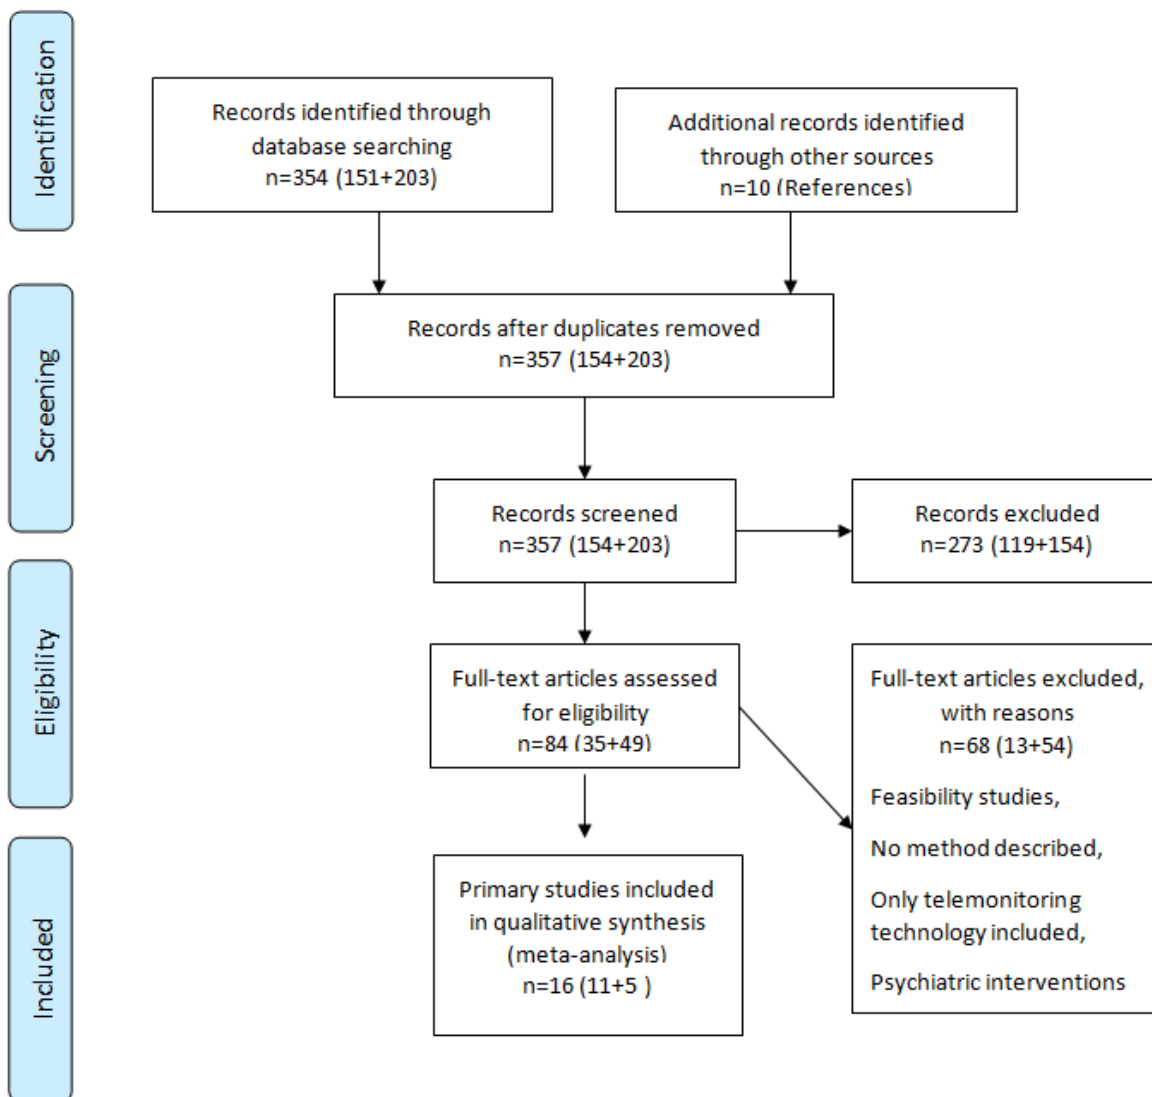 Identification
Records identified through
database searching
n=354 (151+203)
Additional records identified
through other sources
n=10 (References)
Screening
Records after duplicates removed
n=357 (154+203)
Records screened
n=357 (154+203)
Records excluded
n=273 (119+154)
Eligibility
Full-text articles assessed
for eligibility
n=84 (35+49)
Full-text articles excluded,
with reasons
n=68 (13+54)
Feasibility studies,
No method described,
Only telemonitoring
technology included,
Psychiatric interventions
Included
Primary studies included
in qualitative synthesis
(meta-analysis)
n=16 (11+5 )